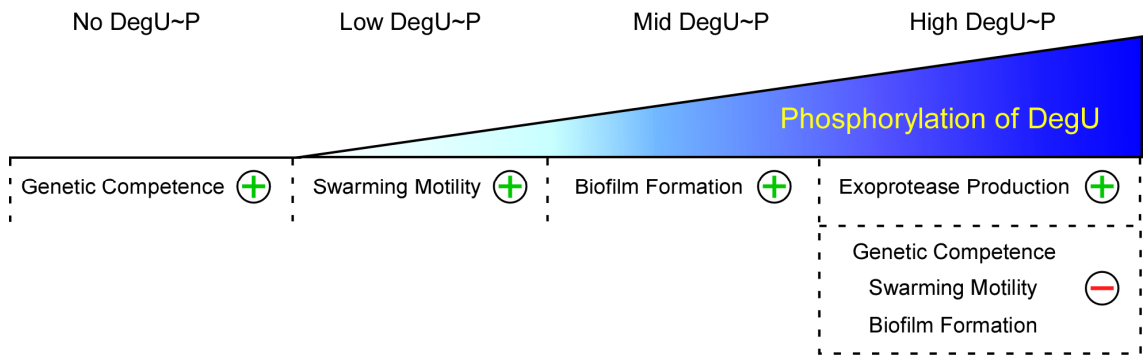 No DegU~P
Low DegU~P
Mid DegU~P
High DegU~P
Phosphorylation of DegU
Genetic Competence +
Swarming Motility +
Biofilm Formation +
Exoprotease Production +
Genetic Competence
Swarming Motility −
Biofilm Formation